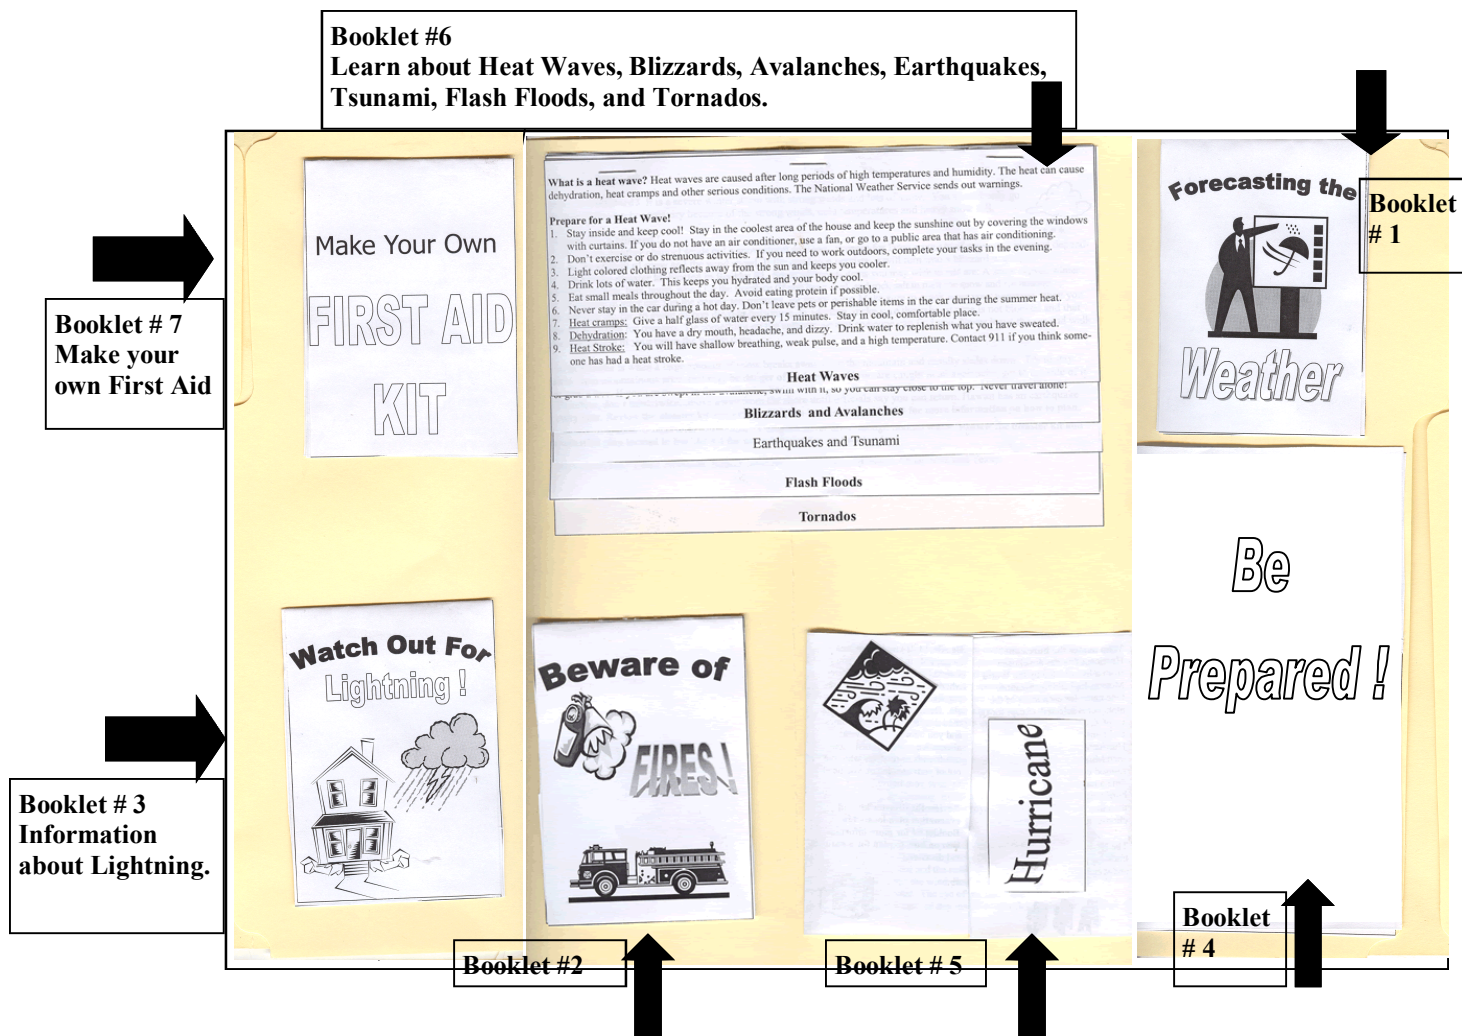 Booklet #6
Learn about Heat Waves, Blizzards, Avalanches, Earthquakes,
Tsunami, Flash Floods, and Tornados.
Make Your Own
FIRST AID
KIT
What is a heat wave? Heat waves are caused after long periods of high temperatures and humidity. The heat can cause
dehydration, heat cramps and other serious conditions. The National Weather Service sends out warnings.
Prepare for a Heat Wave!
1. Stay inside and keep cool! Stay in the coolest area of the house and keep the sunshine out by covering the windows
with curtains. If you do not have an air conditioner, use a fan, or go to a public area that has air conditioning.
2. Don't exercise or do strenuous activities. If you need to work outdoors, complete your tasks in the evening.
3. Light colored clothing reflects away from the sun and keeps you cooler.
4. Drink lots of water. This keeps you hydrated and your body cool.
5. Eat small meals throughout the day. Avoid eating protein if possible.
6. Never stay in the car during a hot day. Don't leave pets or perishable items in the car during the summer heat.
7. Heat cramps: Give a half glass of water every 15 minutes. Stay in cool, comfortable place.
8. Dehydration: You have a dry mouth, headache, and dizzy. Drink water to replenish what you have sweated.
9. Heat Stroke: You will have shallow breathing, weak pulse, and a high temperature. Contact 911 if you think some-
one has had a heat stroke.
Heat Waves
swim with it, so you can stay close to the top. Never travel alone!
Blizzards and Avalanches
Earthquakes and Tsunami
Flash Floods
Tornados
Forecasting the
Weather
Booklet
# 1
Booklet # 7
Make your
own First Aid
Watch Out For
Lightning !
Beware of
FIRES !
Hurricane
Be
Prepared !
Booklet # 3
Information
about Lightning.
Booklet #2
Booklet # 5
Booklet
# 4